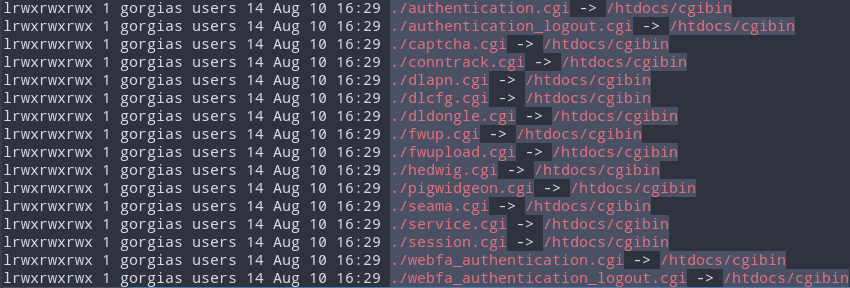 lrwxrwxrwx 1 gorgias users 14 Aug 10 16:29 ./authentication.cgi -> /htdocs/cgibin
lrwxrwxrwx 1 gorgias users 14 Aug 10 16:29 ./authentication_logout.cgi -> /htdocs/cgibin
lrwxrwxrwx 1 gorgias users 14 Aug 10 16:29 ./captcha.cgi -> /htdocs/cgibin
lrwxrwxrwx 1 gorgias users 14 Aug 10 16:29 ./conntrack.cgi -> /htdocs/cgibin
lrwxrwxrwx 1 gorgias users 14 Aug 10 16:29 ./dlapn.cgi -> /htdocs/cgibin
lrwxrwxrwx 1 gorgias users 14 Aug 10 16:29 ./dlcfg.cgi -> /htdocs/cgibin
lrwxrwxrwx 1 gorgias users 14 Aug 10 16:29 ./dldongle.cgi -> /htdocs/cgibin
lrwxrwxrwx 1 gorgias users 14 Aug 10 16:29 ./fwup.cgi -> /htdocs/cgibin
lrwxrwxrwx 1 gorgias users 14 Aug 10 16:29 ./fwupload.cgi -> /htdocs/cgibin
lrwxrwxrwx 1 gorgias users 14 Aug 10 16:29 ./hedwig.cgi -> /htdocs/cgibin
lrwxrwxrwx 1 gorgias users 14 Aug 10 16:29 ./pigwidgeon.cgi -> /htdocs/cgibin
lrwxrwxrwx 1 gorgias users 14 Aug 10 16:29 ./seama.cgi -> /htdocs/cgibin
lrwxrwxrwx 1 gorgias users 14 Aug 10 16:29 ./service.cgi -> /htdocs/cgibin
lrwxrwxrwx 1 gorgias users 14 Aug 10 16:29 ./session.cgi -> /htdocs/cgibin
lrwxrwxrwx 1 gorgias users 14 Aug 10 16:29 ./webfa_authentication.cgi -> /htdocs/cgibin
lrwxrwxrwx 1 gorgias users 14 Aug 10 16:29 ./webfa_authentication_logout.cgi -> /htdocs/cgibin